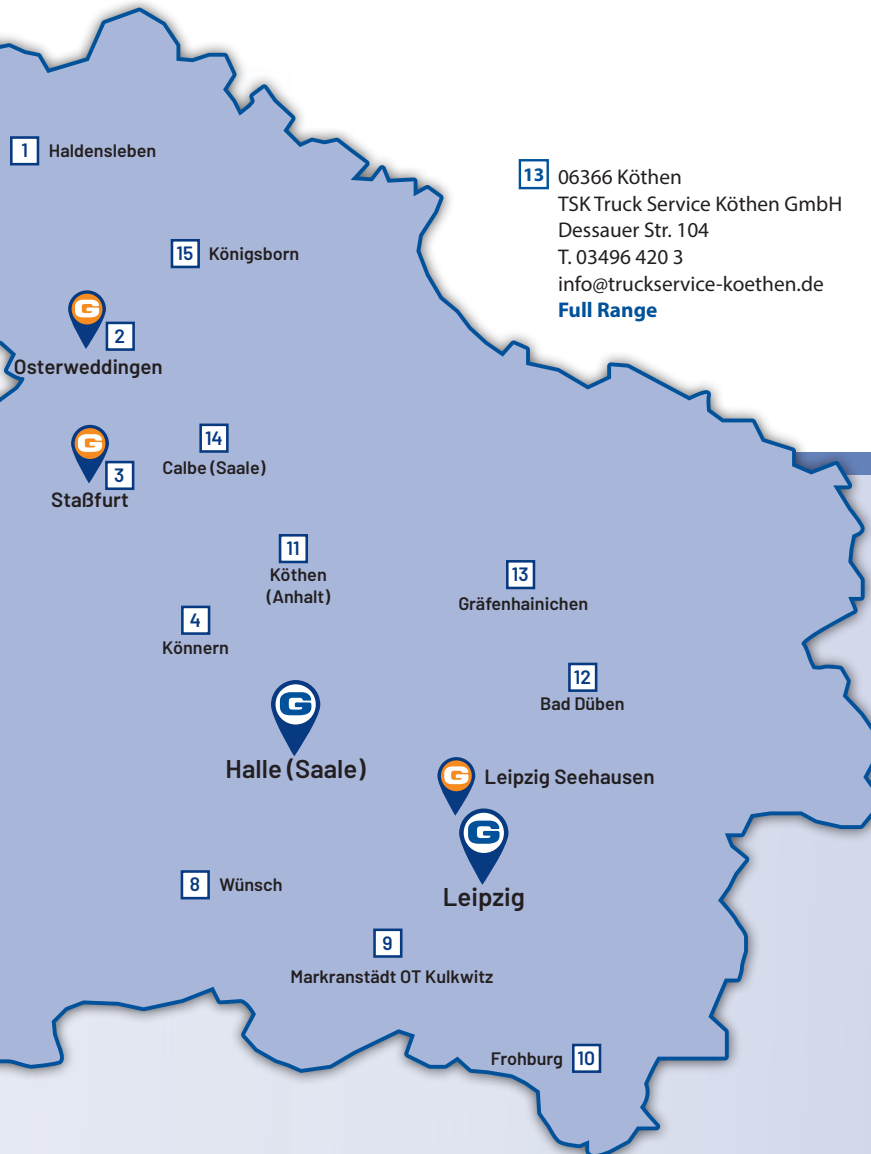 1 Haldensleben
13 06366 Köthen
TSK Truck Service Köthen GmbH
Dessauer Str. 104
T. 03496 420 3
info@truckservice-koethen.de
Full Range
15 Königsborn
G
2
Osterweddingen
G
3
Staßfurt
14
Calbe (Saale)
11
Köthen
(Anhalt)
13
Gräfenhainichen
4
Könnern
12
Bad Düben
G
Halle (Saale)
G Leipzig Seehausen
G
Leipzig
8 Wünsch
9
Markranstädt OT Kulkwitz
Frohburg 10